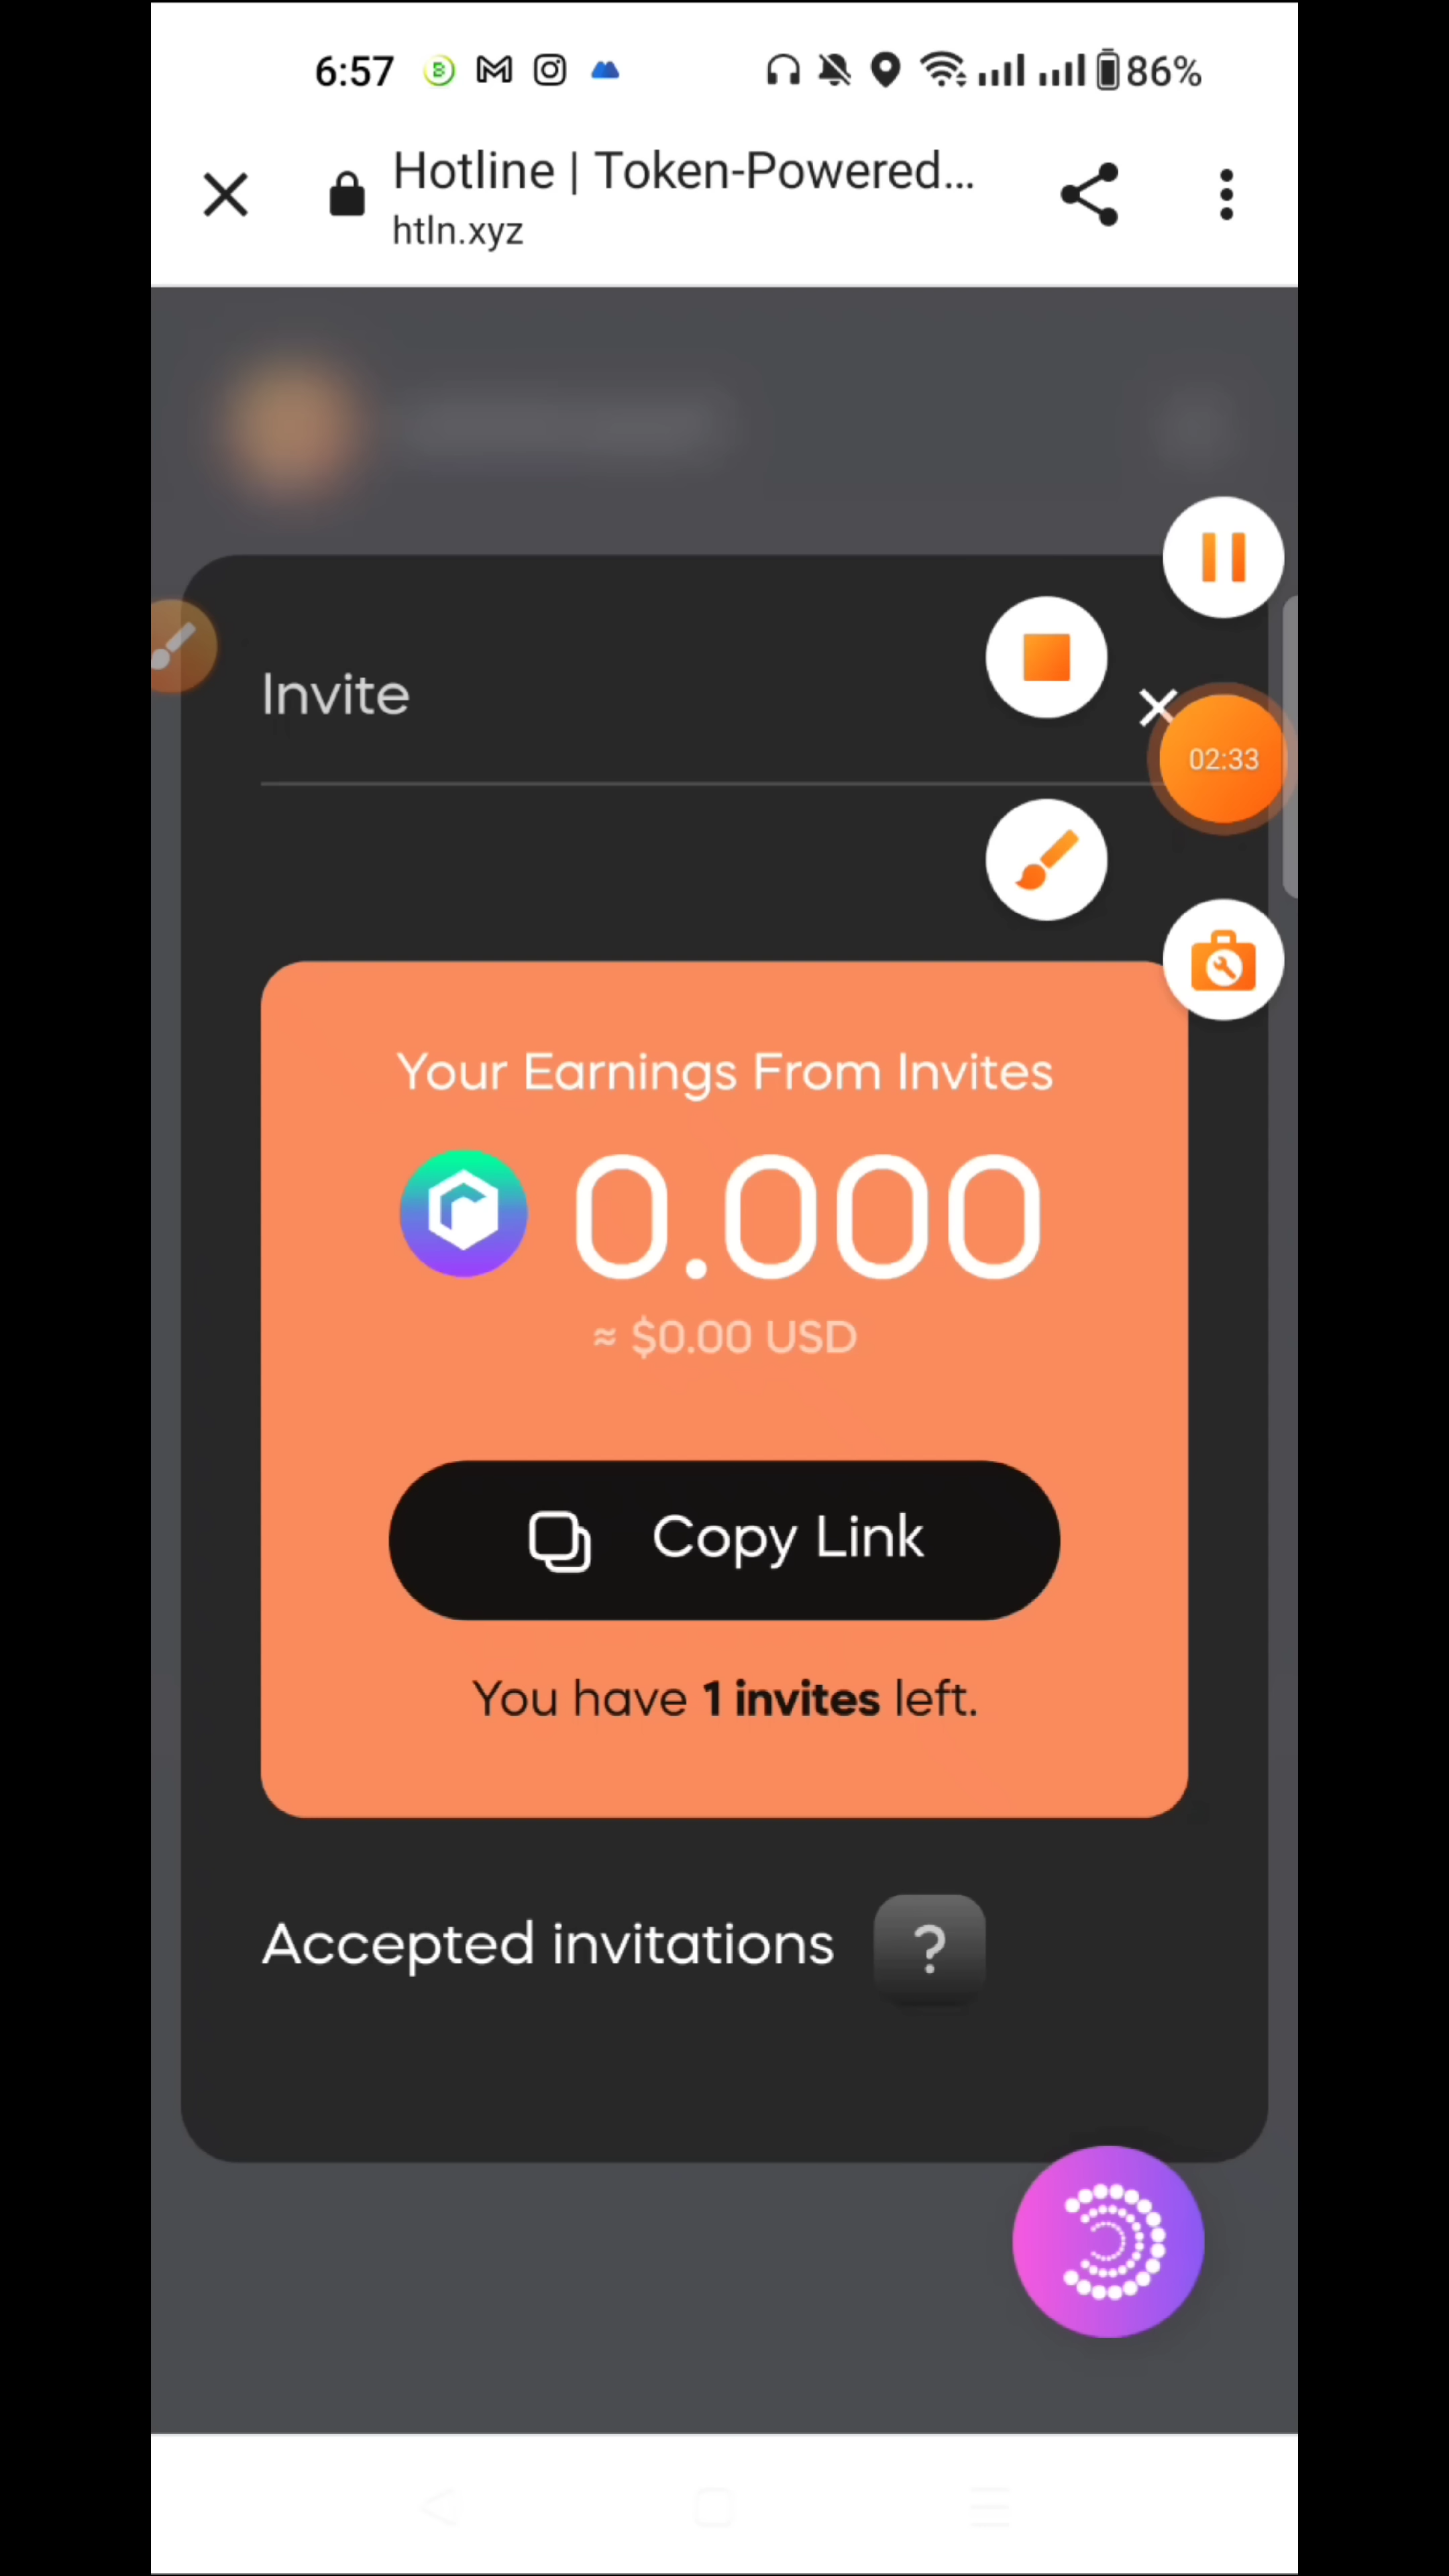 6:57
86%
Hotline | Token-Powered...
htln.xyz
Invite
02:33
Your Earnings From Invites
0.000
≈ $0.00 USD
Copy Link
You have 1 invites left.
Accepted invitations ?